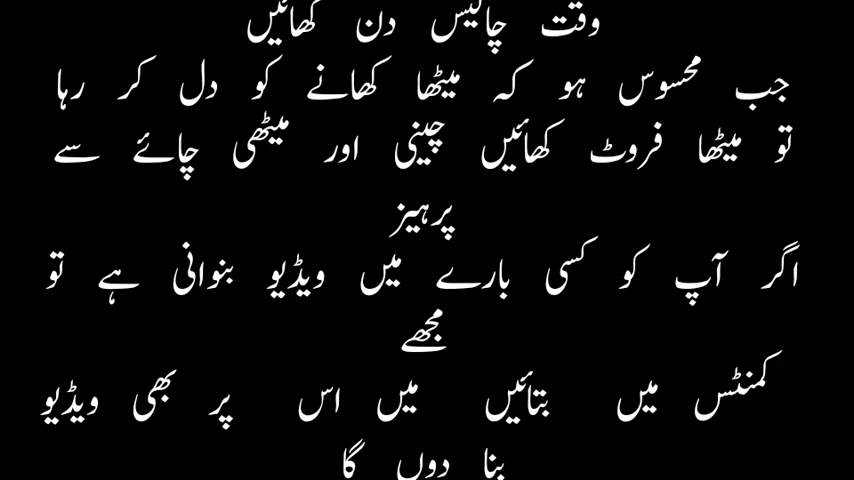 وقت چالیس دن کھائیں
جب محسوس ہو کہ میٹھا کھانے کو دل کر رہا
تو میٹھا فروٹ کھائیں چینی اور میٹھی چائے سے
پرہیز
اگر آپ کو کسی بارے میں ویڈیو بنوانی ہے تو
مجھے
کمنٹس میں بتائیں میں اس پر بھی ویڈیو
بنا دوں گا